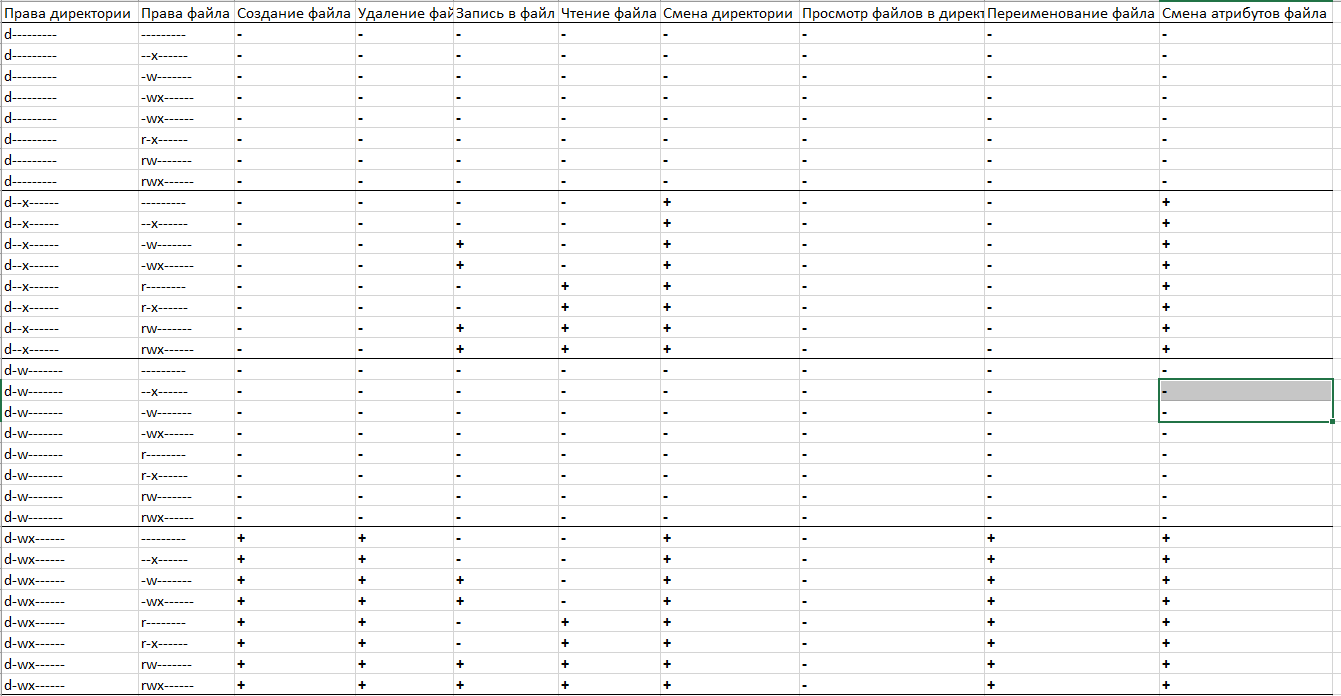 Права директории Права файла Создание файла Удаление фай Запись в файл Чтение файла Смена директории Просмотр файлов в дирек Переименование файла Смена атрибутов файла
d--------- --------- - - - - - - - -
d--------- --x------ - - - - - - - -
d--------- -w------- - - - - - - - -
d--------- -wx------ - - - - - - - -
d--------- -wx------ - - - - - - - -
d--------- r-x------ - - - - - - - -
d--------- rw------- - - - - - - - -
d--------- rwx------ - - - - - - - -
d--x------ --------- - - - - + - - +
d--x------ --x------ - - - - + - - +
d--x------ -w------- - - + - + - - +
d--x------ -wx------ - - + - + - - +
d--x------ r-------- - - - + + - - +
d--x------ r-x------ - - - + + - - +
d--x------ rw------- - - + + + - - +
d--x------ rwx------ - - + + + - - +
d-w------- --------- - - - - - - - -
d-w------- --x------ - - - - - - - -
d-w------- -w------- - - - - - - - -
d-w------- -wx------ - - - - - - - -
d-w------- r-------- - - - - - - - -
d-w------- r-x------ - - - - - - - -
d-w------- rw------- - - - - - - - -
d-w------- rwx------ - - - - - - - -
d-wx------ --------- + + - - + - + +
d-wx------ --x------ + + - - + - + +
d-wx------ -w------- + + + - + - + +
d-wx------ -wx------ + + + - + - + +
d-wx------ r-------- + + - + + - + +
d-wx------ r-x------ + + - + + - + +
d-wx------ rw------- + + + + + - + +
d-wx------ rwx------ + + + + + - + +